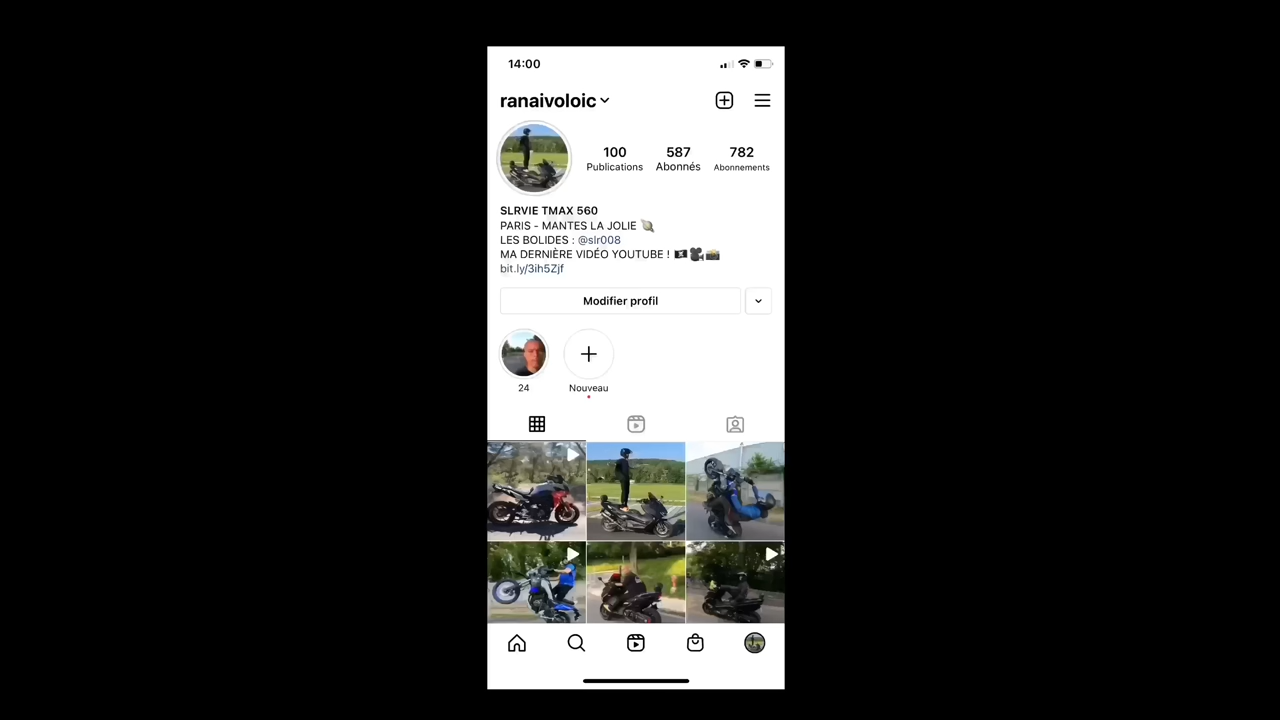 14:00
ranaivoloic
100 587 782
Publications Abonnés Abonnements
SLRVIE TMAX 560
PARIS - MANTES LA JOLIE
LES BOLIDES : @slr008
MA DERNIÈRE VIDÉO YOUTUBE !
bit.ly/3ih5Zjf
Modifier profil
24 Nouveau